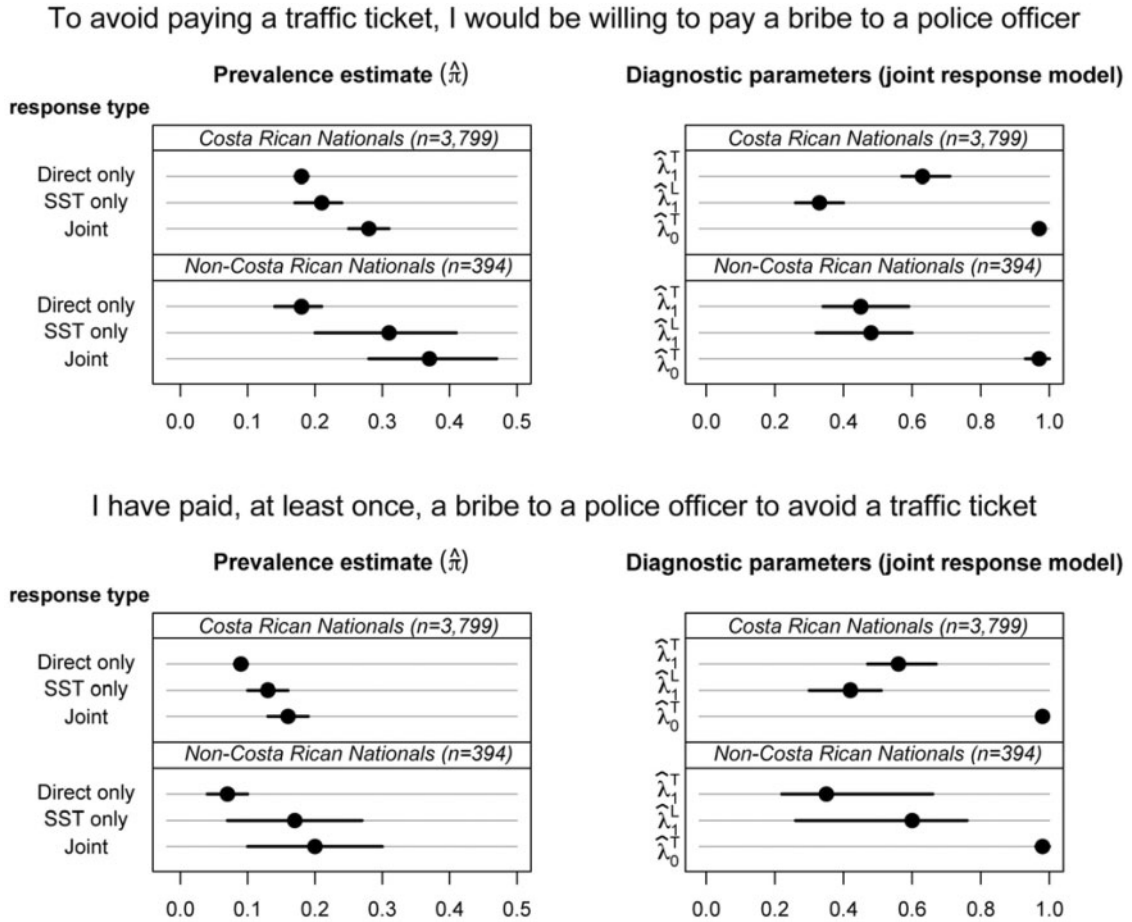 To avoid paying a traffic ticket, I would be willing to pay a bribe to a police officer
Prevalence estimate (π̂)
Diagnostic parameters (joint response model)
response type
Costa Rican Nationals (n=3,799)
Direct only
SST only
Joint
Non-Costa Rican Nationals (n=394)
Direct only
SST only
Joint
0.0 0.1 0.2 0.3 0.4 0.5
Costa Rican Nationals (n=3,799)
λ̂₁ᵀ
λ̂₁ᴸ
λ̂₀ᵀ
Non-Costa Rican Nationals (n=394)
λ̂₁ᵀ
λ̂₁ᴸ
λ̂₀ᵀ
0.0 0.2 0.4 0.6 0.8 1.0
I have paid, at least once, a bribe to a police officer to avoid a traffic ticket
Prevalence estimate (π̂)
Diagnostic parameters (joint response model)
response type
Costa Rican Nationals (n=3,799)
Direct only
SST only
Joint
Non-Costa Rican Nationals (n=394)
Direct only
SST only
Joint
0.0 0.1 0.2 0.3 0.4 0.5
Costa Rican Nationals (n=3,799)
λ̂₁ᵀ
λ̂₁ᴸ
λ̂₀ᵀ
Non-Costa Rican Nationals (n=394)
λ̂₁ᵀ
λ̂₁ᴸ
λ̂₀ᵀ
0.0 0.2 0.4 0.6 0.8 1.0